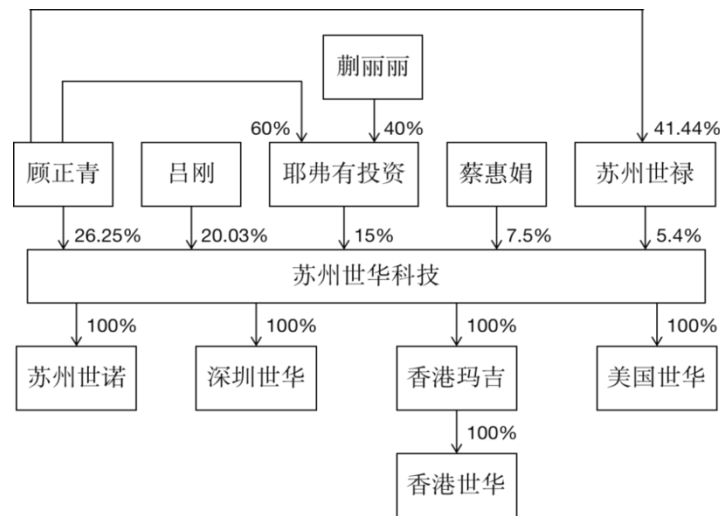 蒯丽丽
60%
40%
41.44%
顾正青
吕刚
耶弗有投资
蔡惠娟
苏州世禄
26.25%
20.03%
15%
7.5%
5.4%
苏州世华科技
100%
100%
100%
100%
苏州世诺
深圳世华
香港玛吉
美国世华
100%
香港世华